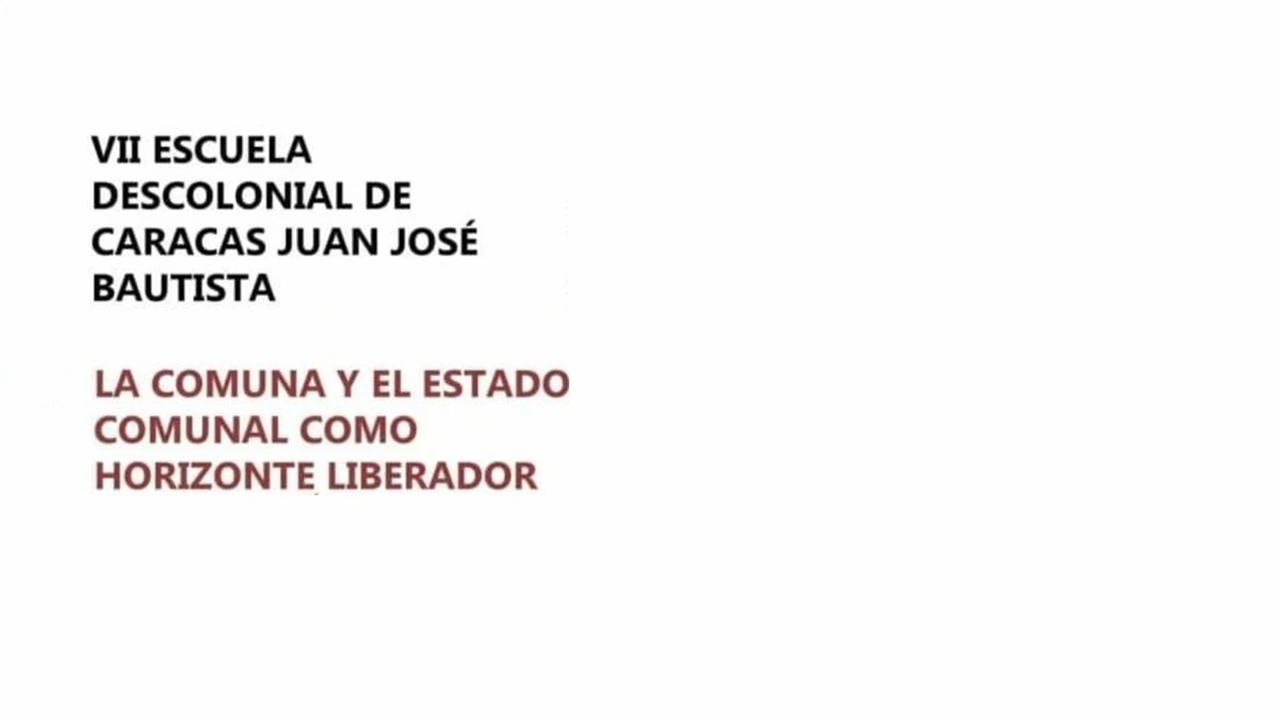 VII ESCUELA
DESCOLONIAL DE
CARACAS JUAN JOSÉ
BAUTISTA
LA COMUNA Y EL ESTADO
COMUNAL COMO
HORIZONTE LIBERADOR